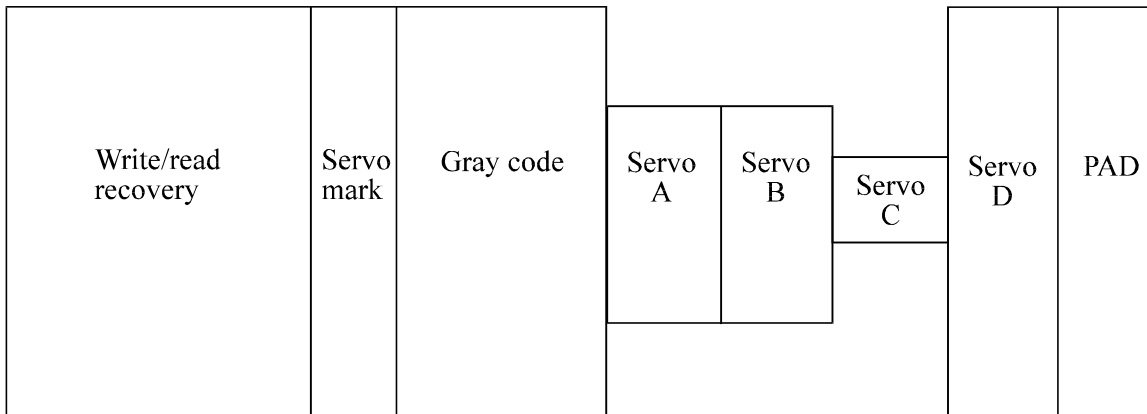 Write/read
recovery
Servo
mark
Gray code
Servo
A
Servo
B
Servo
C
Servo
D
PAD